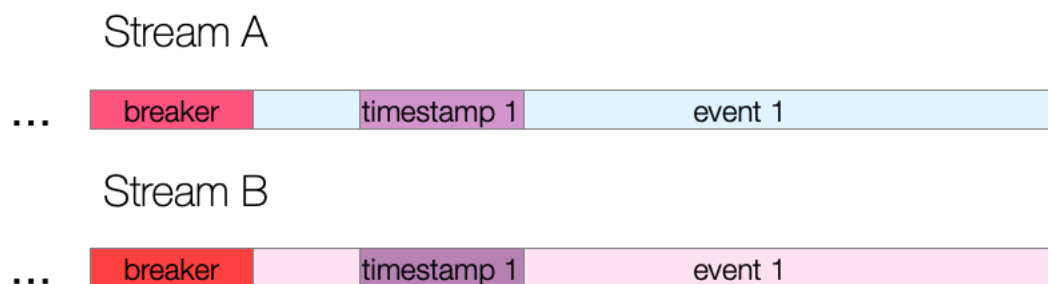 Stream A
... breaker timestamp 1 event 1
Stream B
... breaker timestamp 1 event 1